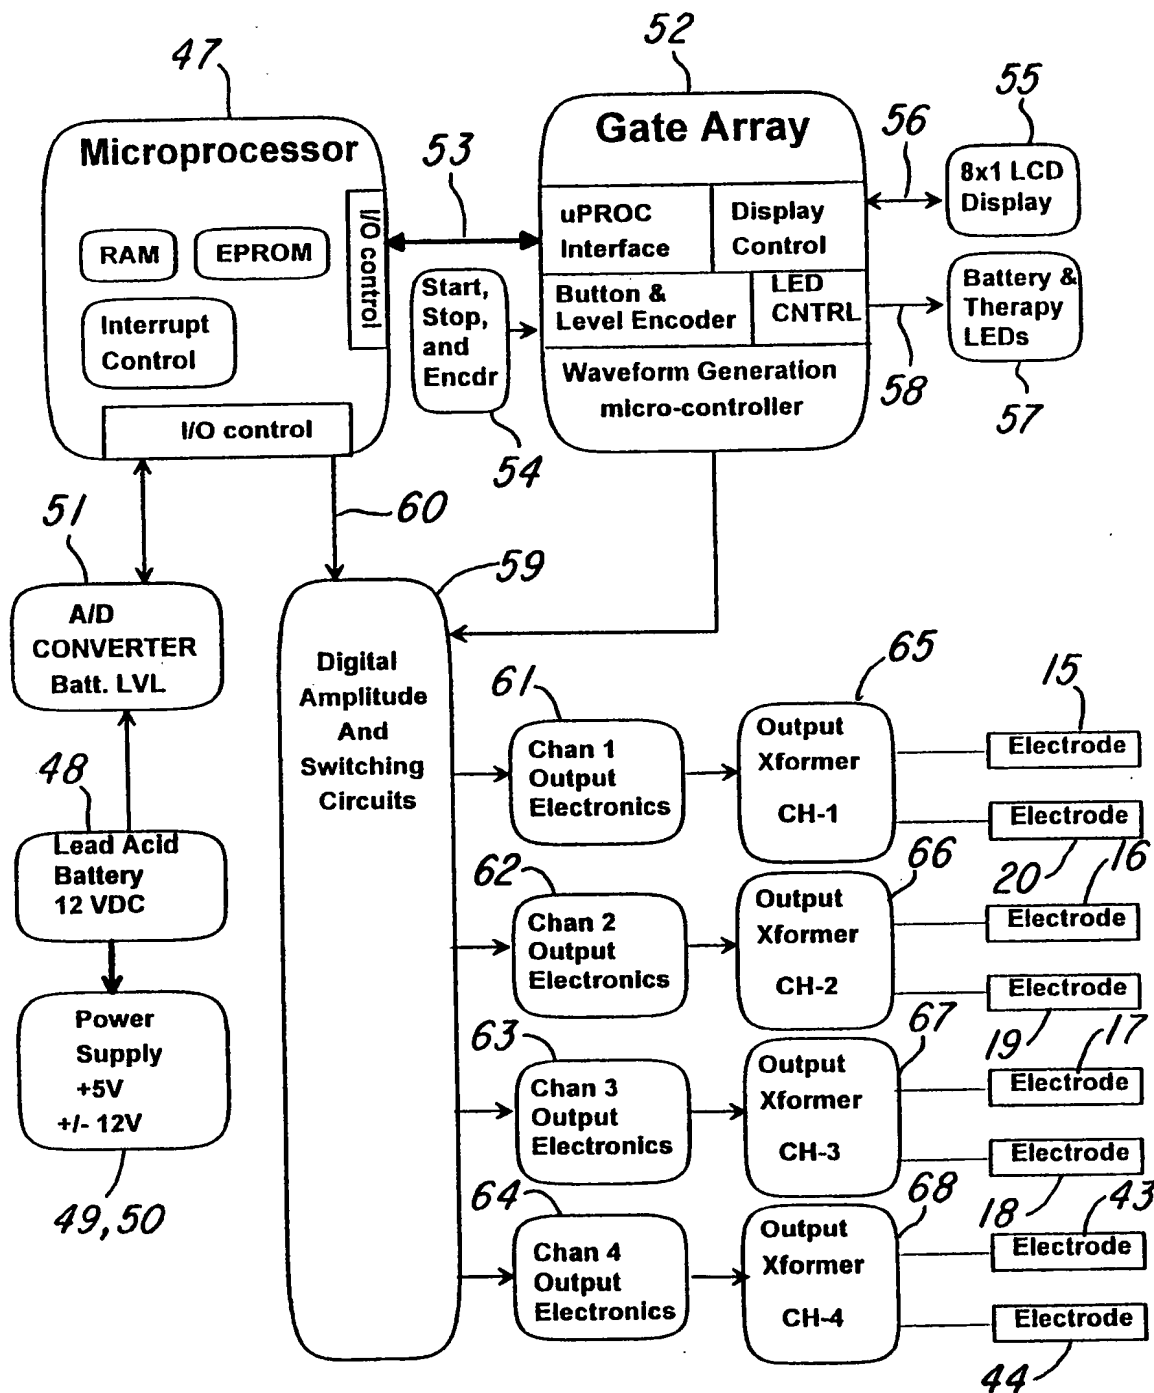 47
52
55
Microprocessor
Gate Array
53
56
8x1 LCD
Display
I/O control
uPROC
Interface
Display
Control
RAM
EPROM
Start,
Stop,
and
Encdr
Button &
Level Encoder
LED
CNTRL
Battery &
Therapy
LEDs
Interrupt
Control
Waveform Generation
micro-controller
58
57
I/O control
54
60
51
59
A/D
CONVERTER
Batt. LVL
Digital
Amplitude
And
Switching
Circuits
61
65
15
Chan 1
Output
Electronics
Output
Xformer
CH-1
Electrode
Electrode
48
Lead Acid
Battery
12 VDC
62
66
20
16
Chan 2
Output
Electronics
Output
Xformer
CH-2
Electrode
Electrode
Power
Supply
+5V
+/- 12V
49,50
63
67
19
17
Chan 3
Output
Electronics
Output
Xformer
CH-3
Electrode
Electrode
64
68
18
43
Chan 4
Output
Electronics
Output
Xformer
CH-4
Electrode
Electrode
44